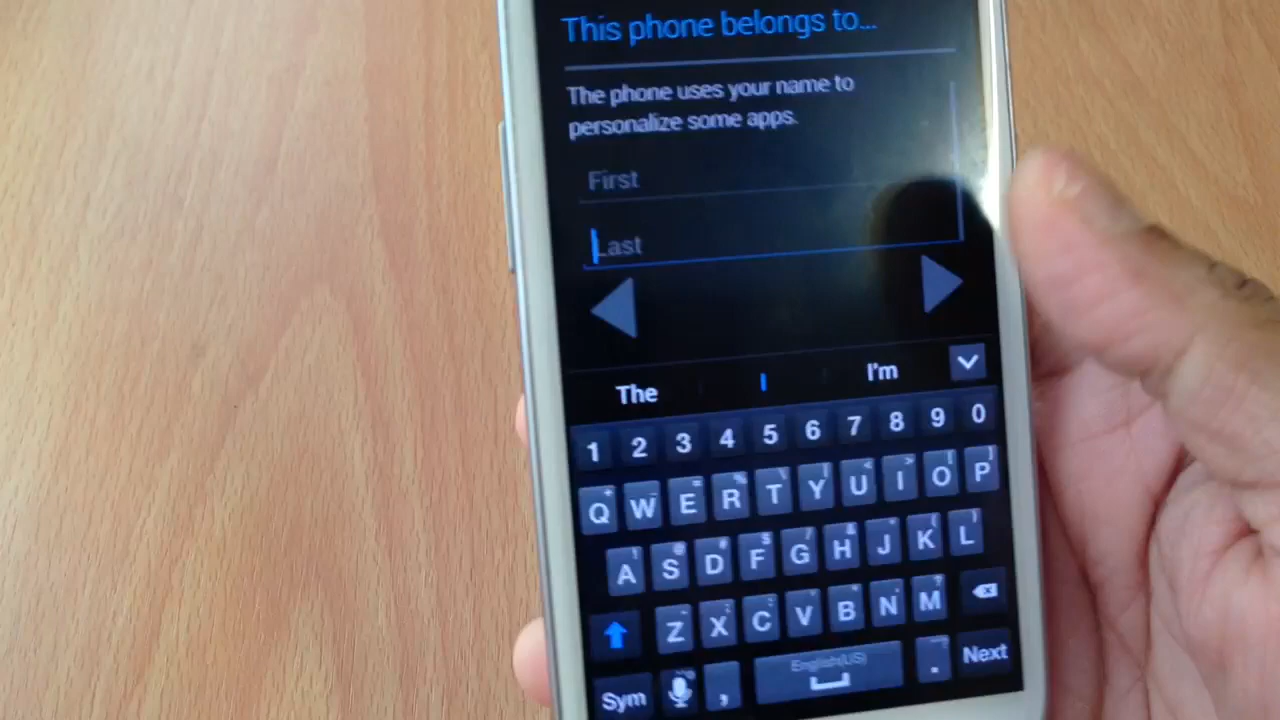 This phone belongs to...
The phone uses your name to
personalize some apps.
First
Last
The I I'm
1 2 3 4 5 6 7 8 9 0
Q W E R T Y U I O P
A S D F G H J K L
Z X C V B N M
Sym , English(US) . Next